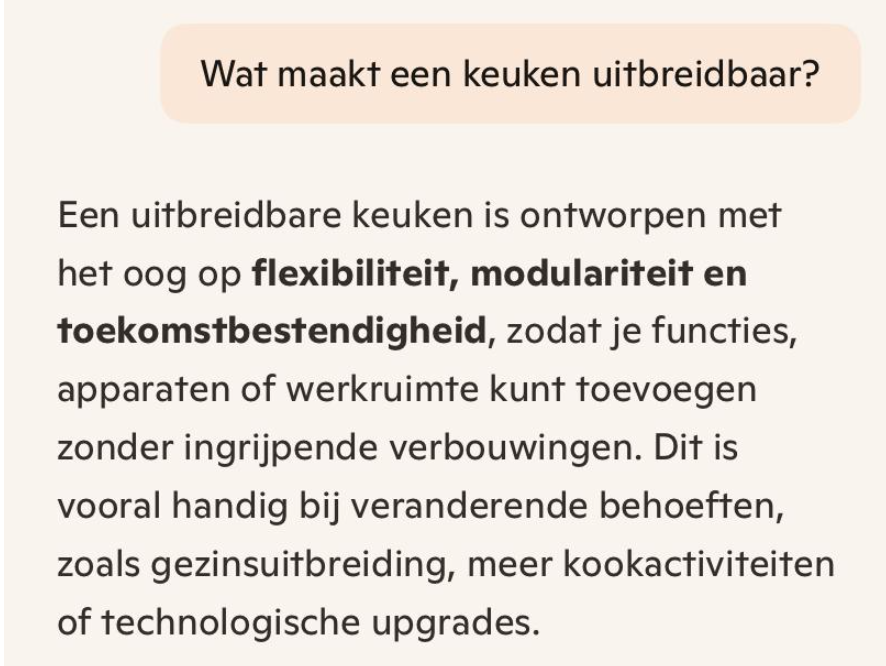 Wat maakt een keuken uitbreidbaar?
Een uitbreidbare keuken is ontworpen met
het oog op flexibiliteit, modulariteit en
toekomstbestendigheid, zodat je functies,
apparaten of werkruimte kunt toevoegen
zonder ingrijpende verbouwingen. Dit is
vooral handig bij veranderende behoeften,
zoals gezinsuitbreiding, meer kookactiviteiten
of technologische upgrades.